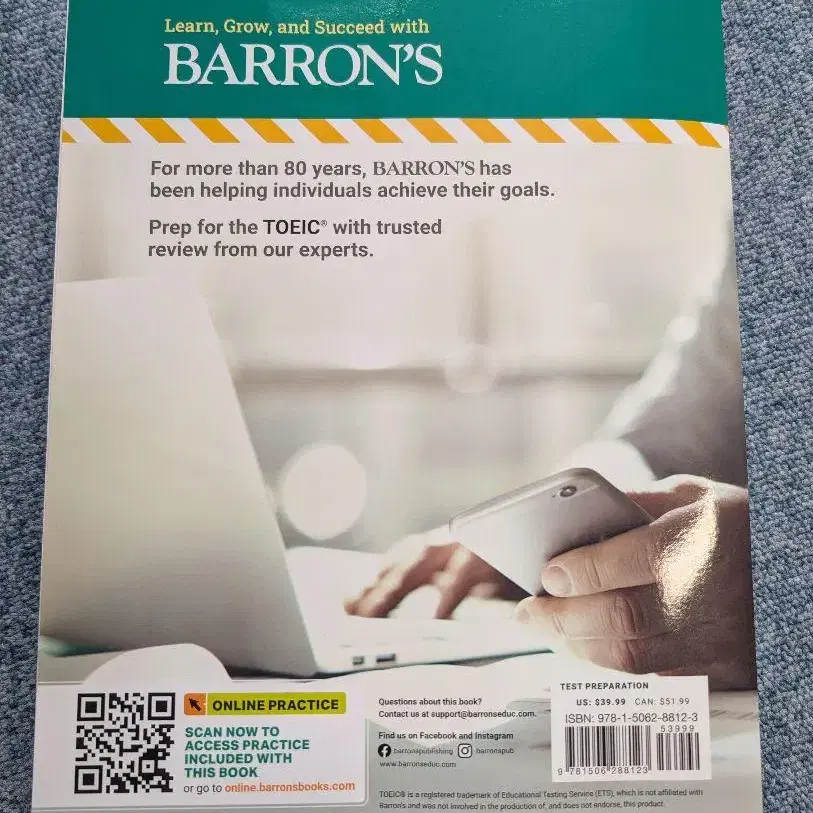 Learn, Grow, and Succeed with
BARRON'S
For more than 80 years, BARRON'S has
been helping individuals achieve their goals.
Prep for the TOEIC® with trusted
review from our experts.
ONLINE PRACTICE
SCAN NOW TO
ACCESS PRACTICE
INCLUDED WITH
THIS BOOK
or go to online.barronsbooks.com
Questions about this book?
Contact us at support@barronseduc.com.
Find us on Facebook and Instagram
barronspublishing barronspub
www.barronseduc.com
TEST PREPARATION
US: $39.99 CAN: $51.99
ISBN: 978-1-5062-8812-3
53999
9 781506 288123
TOEIC® is a registered trademark of Educational Testing Service (ETS), which is not affiliated with
Barron's and was not involved in the production of, and does not endorse, this product.